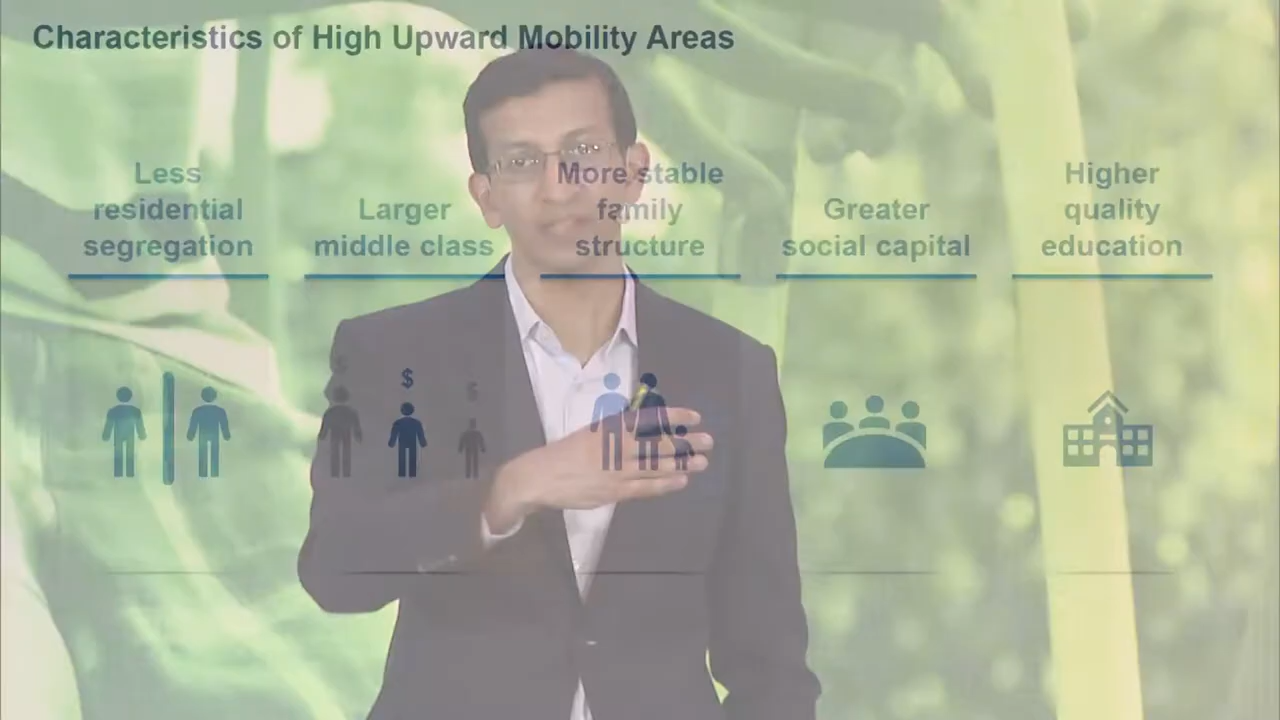 Characteristics of High Upward Mobility Areas
Less
residential
segregation
Larger
middle class
More stable
family
structure
Greater
social capital
Higher
quality
education
$
$
$